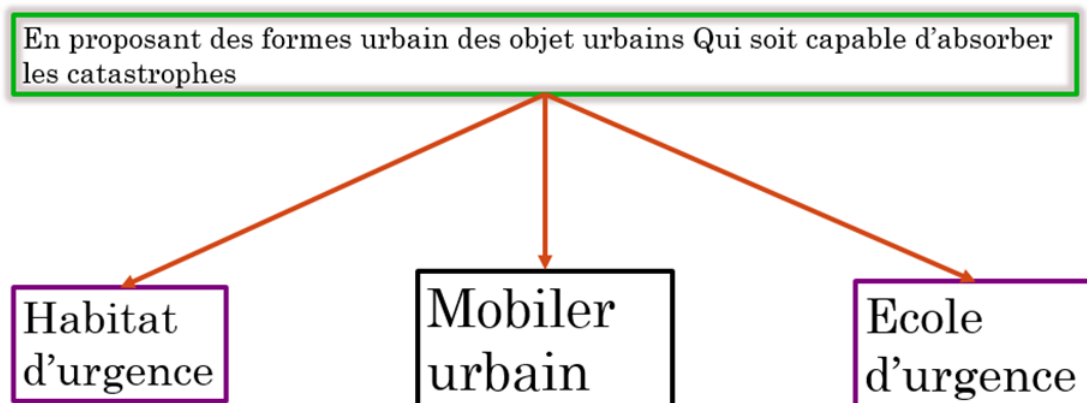 En proposant des formes urbain des objet urbains Qui soit capable d’absorber
les catastrophes
Habitat
d’urgence
Mobiler
urbain
Ecole
d’urgence